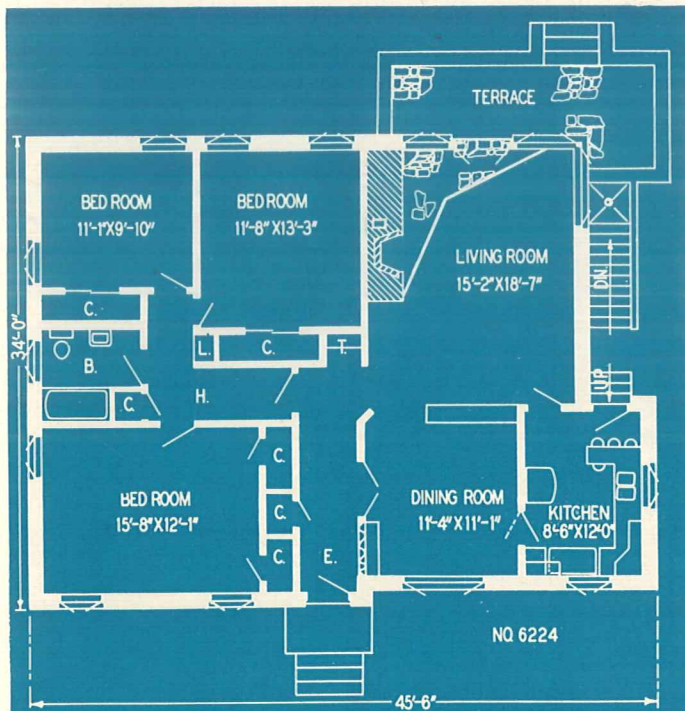 TERRACE
BED ROOM
11'-1"X9'-10"
BED ROOM
11'-8"X13'-3"
LIVING ROOM
15'-2"X18'-7"
DN.
C.
34'-0"
B.
L.
C.
T.
UP
C.
H.
BED ROOM
15'-8"X12'-1"
C.
C.
C.
E.
DINING ROOM
11'-4"X11'-1"
KITCHEN
8'-6"X12'-0"
NO. 6224
45'-6"